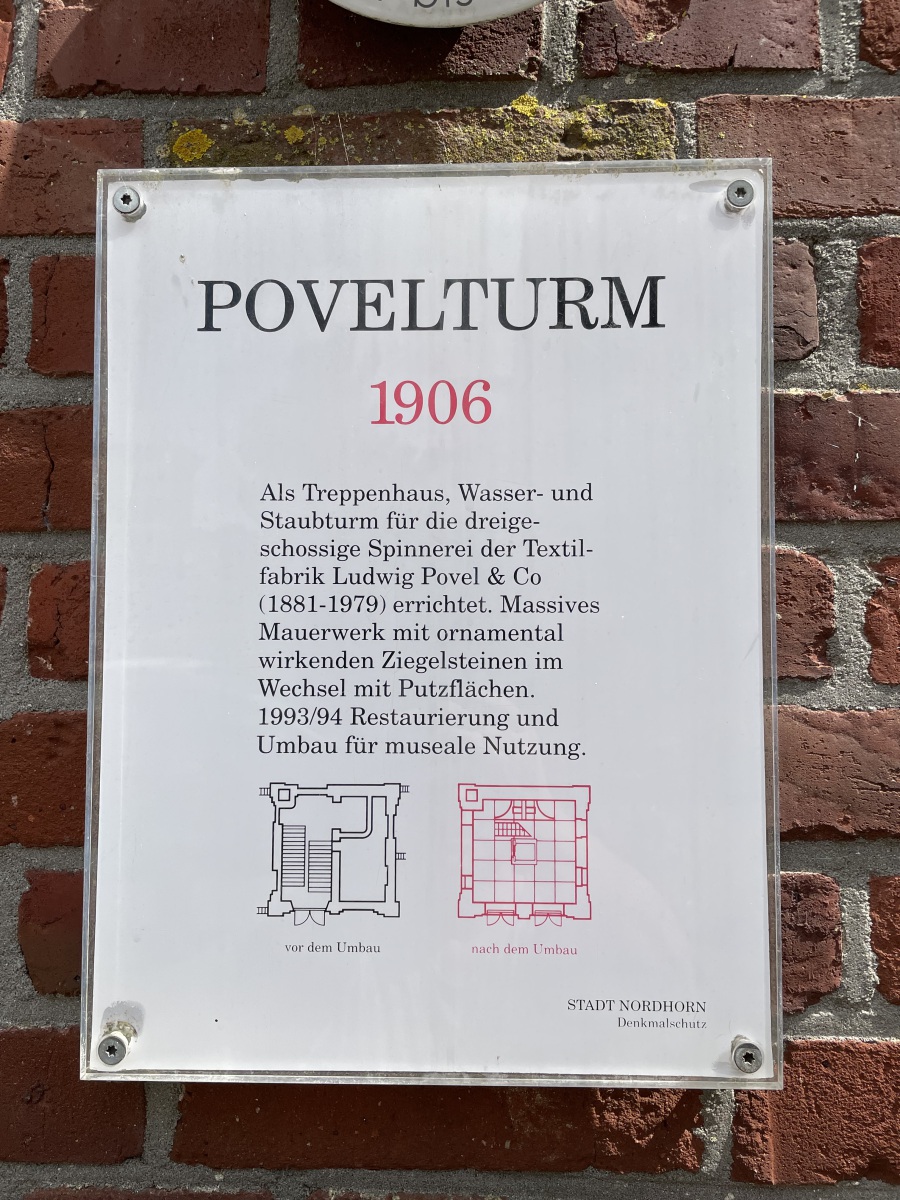 POVELTURM
1906
Als Treppenhaus, Wasser- und
Staubturm für die dreige-
schossige Spinnerei der Textil-
fabrik Ludwig Povel & Co
(1881-1979) errichtet. Massives
Mauerwerk mit ornamental
wirkenden Ziegelsteinen im
Wechsel mit Putzflächen.
1993/94 Restaurierung und
Umbau für museale Nutzung.
vor dem Umbau
nach dem Umbau
STADT NORDHORN
Denkmalschutz